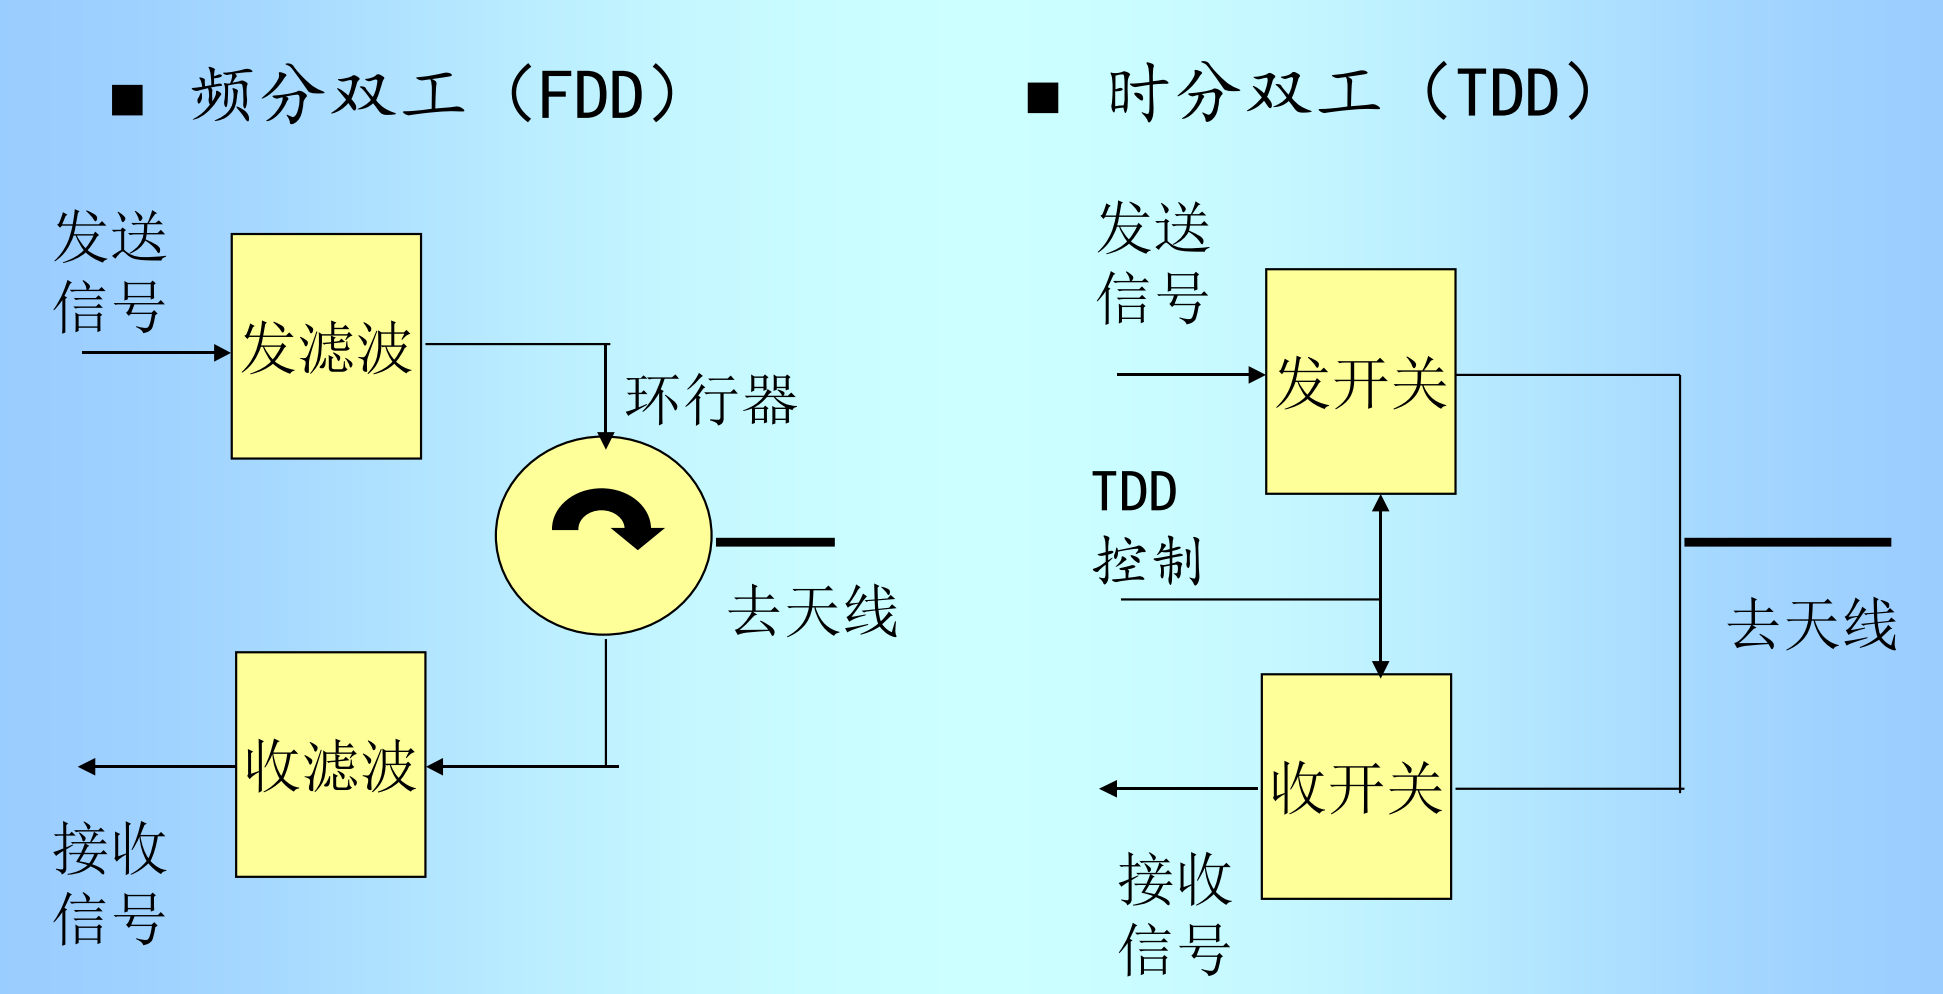 ■ 频分双工（FDD）
发送
信号
发滤波
环行器
去天线
收滤波
接收
信号
■ 时分双工（TDD）
发送
信号
发开关
TDD
控制
去天线
收开关
接收
信号